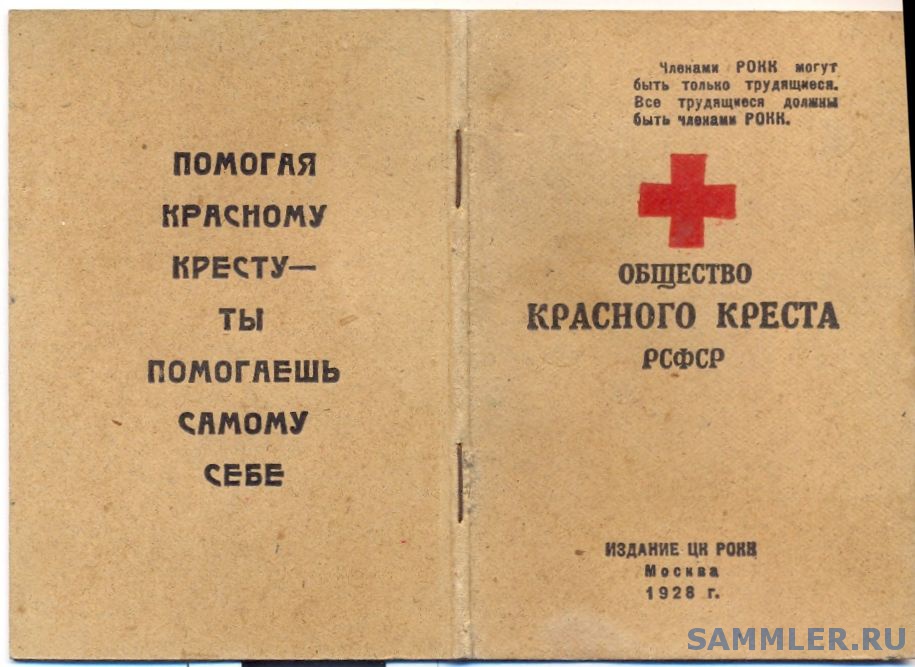 ПОМОГАЯ
КРАСНОМУ
КРЕСТУ—
ТЫ
ПОМОГАЕШЬ
САМОМУ
СЕБЕ
Членами РОКК могут
быть только трудящиеся.
Все трудящиеся должны
быть членами РОКК.
ОБЩЕСТВО
КРАСНОГО КРЕСТА
РСФСР
ИЗДАНИЕ ЦК РОКК
Москва
1928 г.
SAMMLER.RU